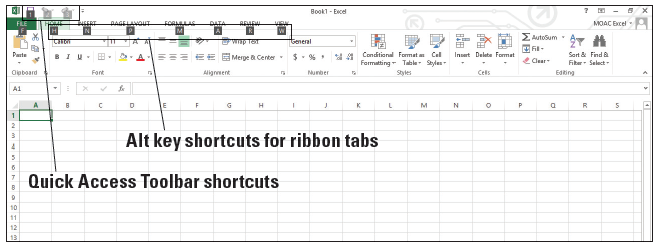 Book1 - Excel
FILE HOME INSERT PAGE LAYOUT FORMULAS DATA REVIEW VIEW MOAC Excel
F H N P M A R W
Calibri 11 A A Wrap Text General AutoSum
Paste B I U A Merge & Center $ % Conditional Format as Cell Insert Delete Format Fill Sort & Find &
Formatting Table Styles Clear Filter Select
Clipboard Font Alignment Number Styles Cells Editing
A1 fx
A B C D E F G H I J K L M N O P Q R S
1
2
3
4
5
6
7
8
9
10
11
12
13
Alt key shortcuts for ribbon tabs
Quick Access Toolbar shortcuts